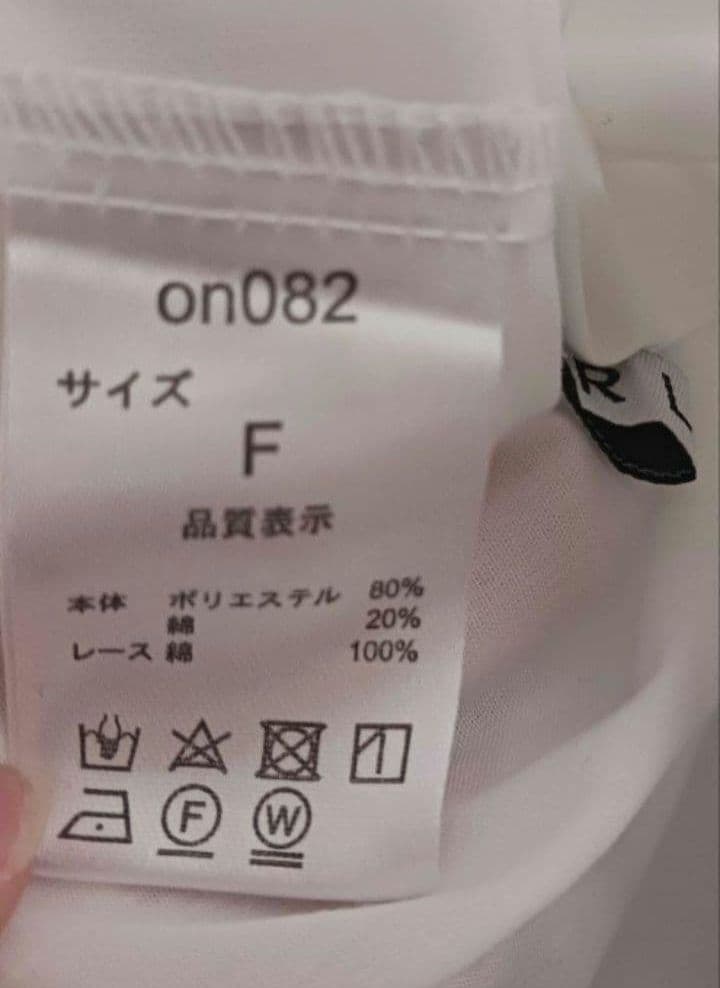 on082
サイズ
F
品質表示
本体 ポリエステル 80%
綿 20%
レース 綿 100%
F W
R